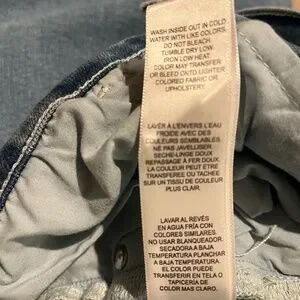 WASH INSIDE OUT IN COLD
WATER WITH LIKE COLORS.
DO NOT BLEACH.
TUMBLE DRY LOW.
IRON LOW HEAT.
COLOR MAY TRANSFER
OR BLEED ONTO LIGHTER
COLORED FABRIC OR
UPHOLSTERY.
LAVER À L'ENVERS L'EAU
FROIDE AVEC DES
COULEURS SEMBLABLES.
NE PAS JAVELLISER
SECHE-LINGE DOUX
REPASSAGE À FER DOUX.
LA COULEUR PEUT ÊTRE
TRANSFEREE OU TACHEE
SUR UN TISSU DE COULEUR
PLUS CLAIR.
LAVAR AL REVÉS
EN AGUA FRÍA CON
COLORES SIMILARES
NO USAR BLANQUEADOR.
SECADORA A BAJA
TEMPERATURA PLANCHAR
A BAJA TEMPERATURA.
EL COLOR PUEDE
TRANSFERIR EN TELA O
TAPICERÍA DE COLOR
MAS CLARO.